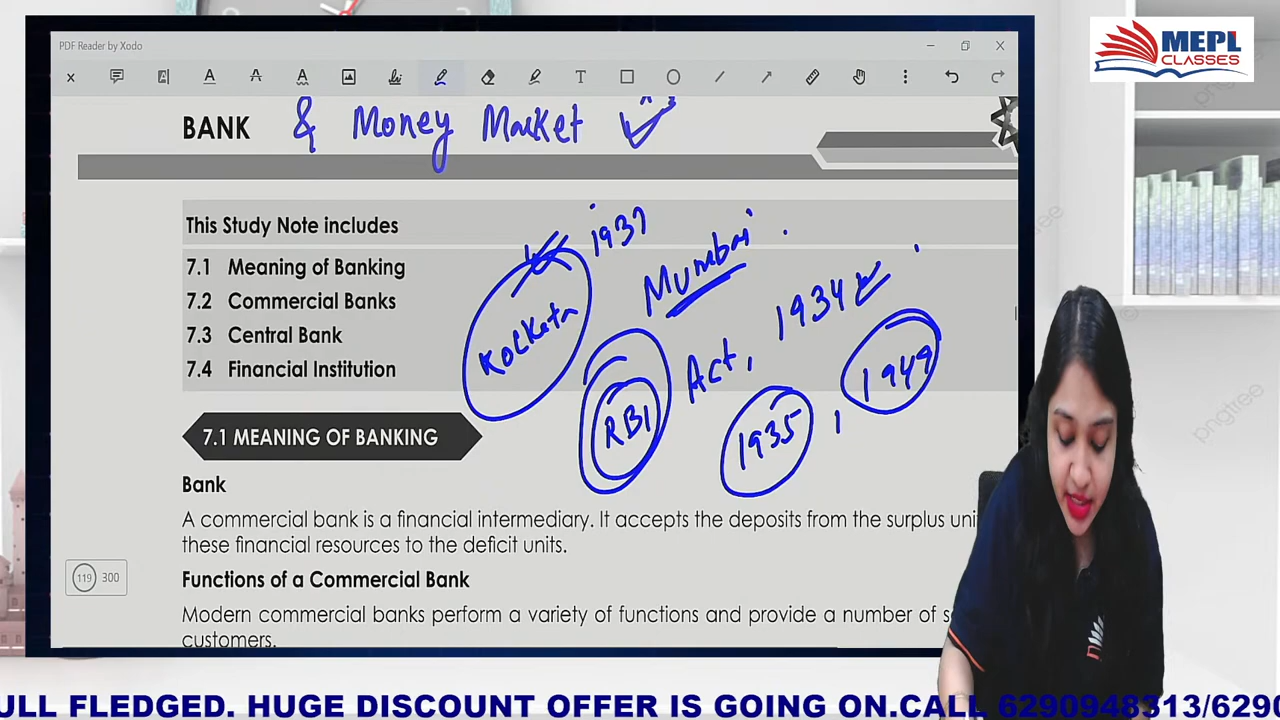 PDF Reader by Xodo
MEPL
CLASSES
BANK & Money Market
This Study Note includes
7.1 Meaning of Banking
7.2 Commercial Banks
7.3 Central Bank
7.4 Financial Institution
Kolkata
1937
Mumbai
RBI Act, 1934
1935, 1949
7.1 MEANING OF BANKING
Bank
A commercial bank is a financial intermediary. It accepts the deposits from the surplus
these financial resources to the deficit units.
Functions of a Commercial Bank
Modern commercial banks perform a variety of functions and provide a number of
customers.
119 300
pngtree
pngtree
ULL FLEDGED. HUGE DISCOUNT OFFER IS GOING ON.CALL 6290948313/6290